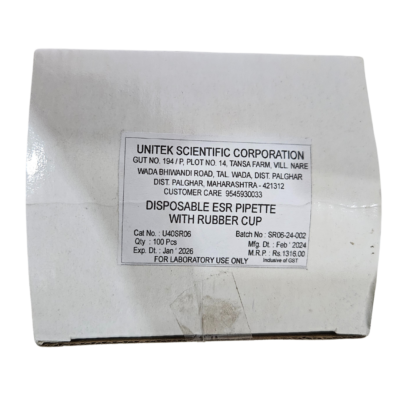 UNITEK SCIENTIFIC CORPORATION
GUT NO. 194 / P, PLOT NO. 14, TANSA FARM, VILL. NARE
WADA BHIWANDI ROAD, TAL. WADA, DIST. PALGHAR
DIST. PALGHAR, MAHARASHTRA - 421312
CUSTOMER CARE 9545930033
DISPOSABLE ESR PIPETTE
WITH RUBBER CUP
Cat No. : U40SR06 Batch No : SR06-24-002
Qty : 100 Pcs Mfg. Dt. : Feb ' 2024
Exp. Dt. : Jan ' 2026 M.R.P : Rs.1316.00
FOR LABORATORY USE ONLY Inclusive of GST